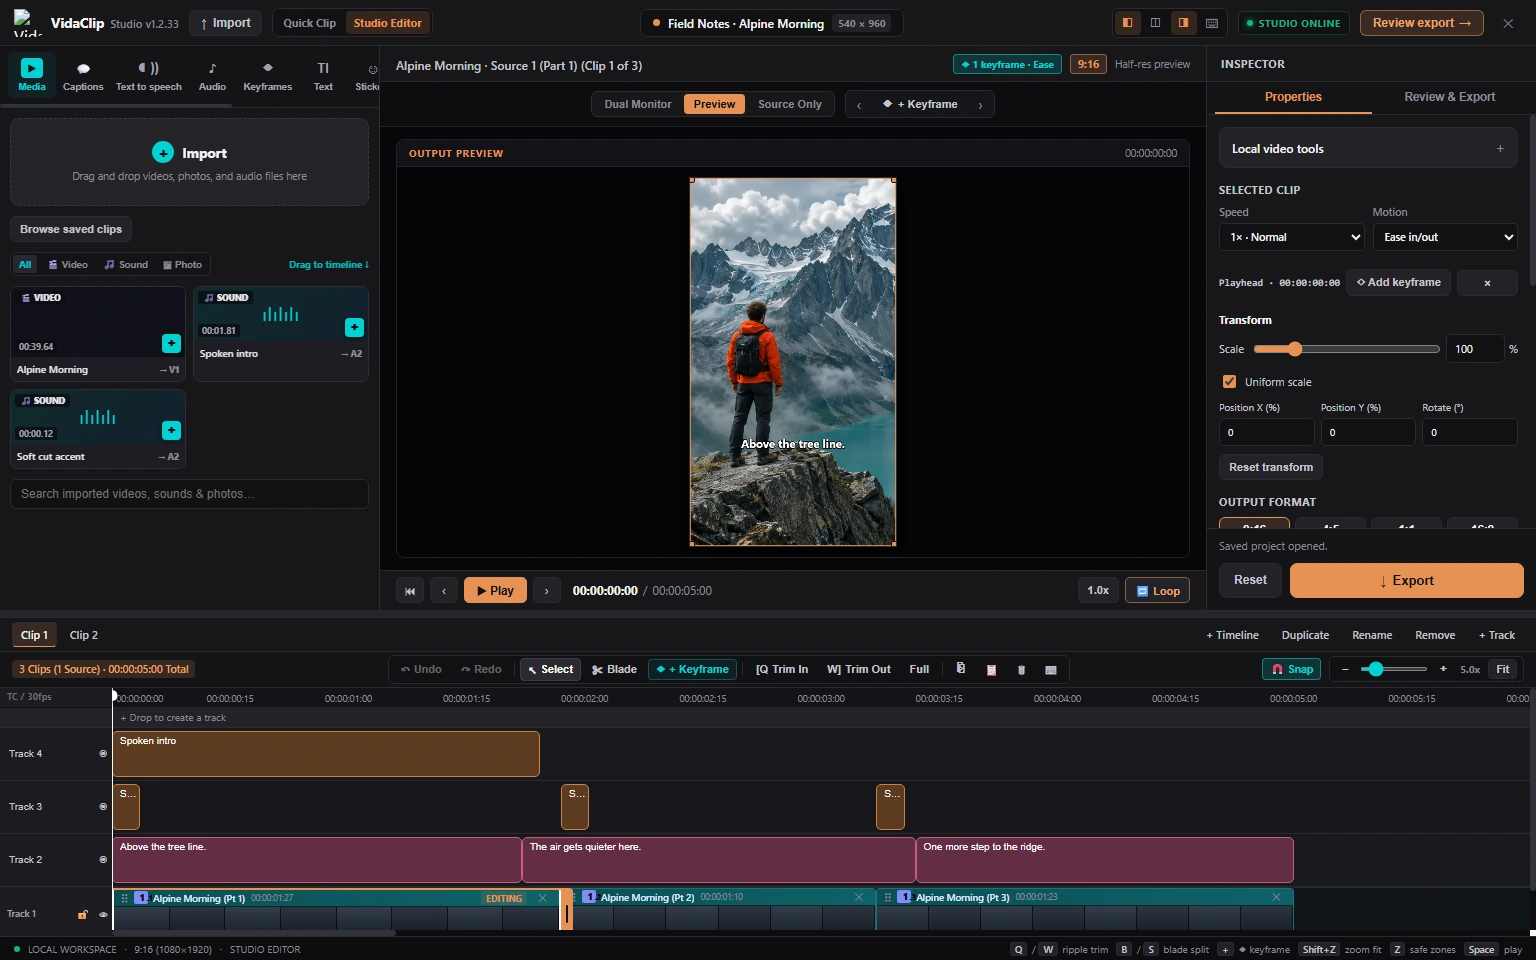 VidaClip Studio v1.2.33 ↑ Import Quick Clip Studio Editor Field Notes · Alpine Morning 540 × 960 STUDIO ONLINE Review export →
Media Captions Text to speech Audio Keyframes Text
Import
Drag and drop videos, photos, and audio files here
Browse saved clips
All Video Sound Photo Drag to timeline ↓
VIDEO
00:39.64
Alpine Morning → V1
SOUND
00:01.81
Spoken intro → A2
SOUND
00:00.12
Soft cut accent → A2
Search imported videos, sounds & photos...
Alpine Morning · Source 1 (Part 1) (Clip 1 of 3) 1 keyframe · Ease 9:16 Half-res preview
Dual Monitor Preview Source Only ‹ + Keyframe ›
OUTPUT PREVIEW 00:00:00:00
Above the tree line.
Play 00:00:00:00 / 00:00:05:00 1.0x Loop
INSPECTOR
Properties Review & Export
Local video tools +
SELECTED CLIP
Speed Motion
1× · Normal Ease in/out
Playhead · 00:00:00:00 Add keyframe ×
Transform
Scale 100 %
Uniform scale
Position X (%) Position Y (%) Rotate (°)
0 0 0
Reset transform
OUTPUT FORMAT
9:16 4:5 1:1 16:9
Saved project opened.
Reset ↓ Export
Clip 1 Clip 2 + Timeline Duplicate Rename Remove + Track
3 Clips (1 Source) · 00:00:05:00 Total Undo Redo Select Blade + Keyframe [Q Trim In W] Trim Out Full Snap − + 5.0x Fit
TC / 30fps 00:00:00:00 00:00:00:15 00:00:01:00 00:00:01:15 00:00:02:00 00:00:02:15 00:00:03:00 00:00:03:15 00:00:04:00 00:00:04:15 00:00:05:00 00:00:05:15
+ Drop to create a track
Track 4 Spoken intro
Track 3 S... S... S...
Track 2 Above the tree line. The air gets quieter here. One more step to the ridge.
Track 1 1 Alpine Morning (Pt 1) 00:00:01:27 EDITING 1 Alpine Morning (Pt 2) 00:00:01:10 1 Alpine Morning (Pt 3) 00:00:01:23
LOCAL WORKSPACE · 9:16 (1080×1920) · STUDIO EDITOR Q / W ripple trim B / S blade split + keyframe Shift+Z zoom fit Z safe zones Space play